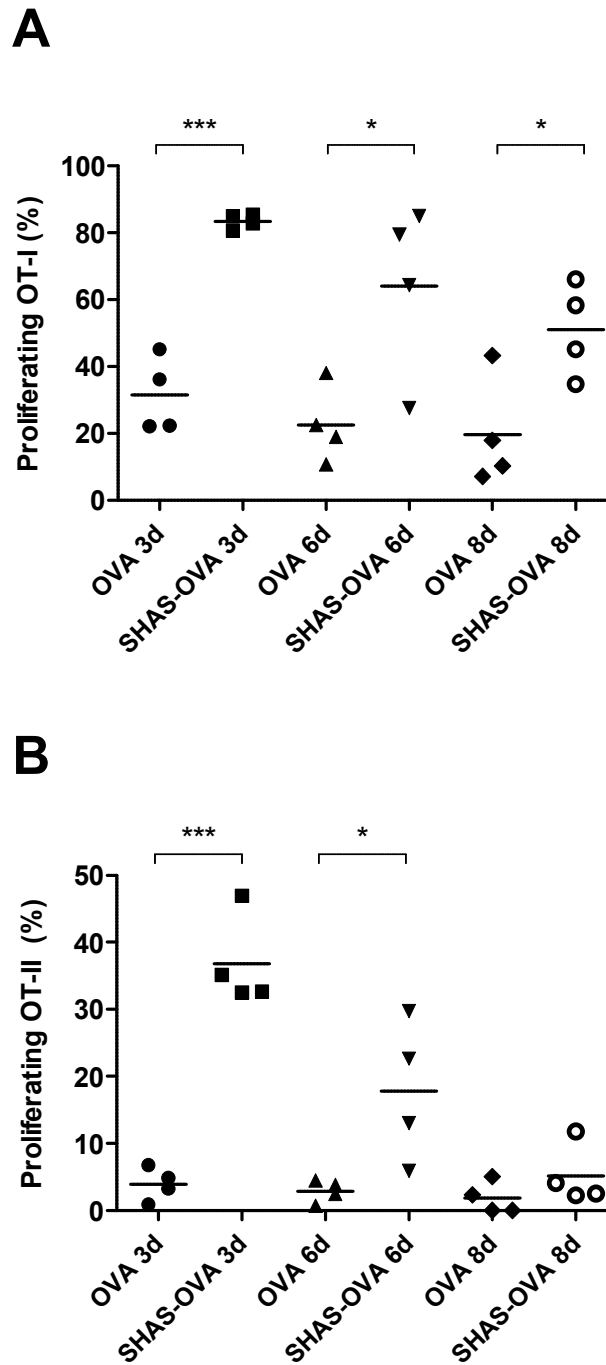 A
*** * *
100
80
60
40
20
0
Proliferating OT-I (%)
OVA 3d
SHAS-OVA 3d
OVA 6d
SHAS-OVA 6d
OVA 8d
SHAS-OVA 8d
B
*** *
50
40
30
20
10
0
Proliferating OT-II (%)
OVA 3d
SHAS-OVA 3d
OVA 6d
SHAS-OVA 6d
OVA 8d
SHAS-OVA 8d